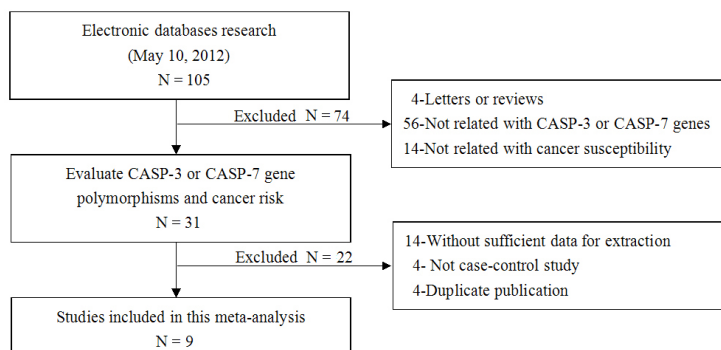 Electronic databases research
(May 10, 2012)
N = 105
Excluded N = 74
4-Letters or reviews
56-Not related with CASP-3 or CASP-7 genes
14-Not related with cancer susceptibility
Evaluate CASP-3 or CASP-7 gene
polymorphisms and cancer risk
N = 31
Excluded N = 22
14-Without sufficient data for extraction
4- Not case-control study
4-Duplicate publication
Studies included in this meta-analysis
N = 9